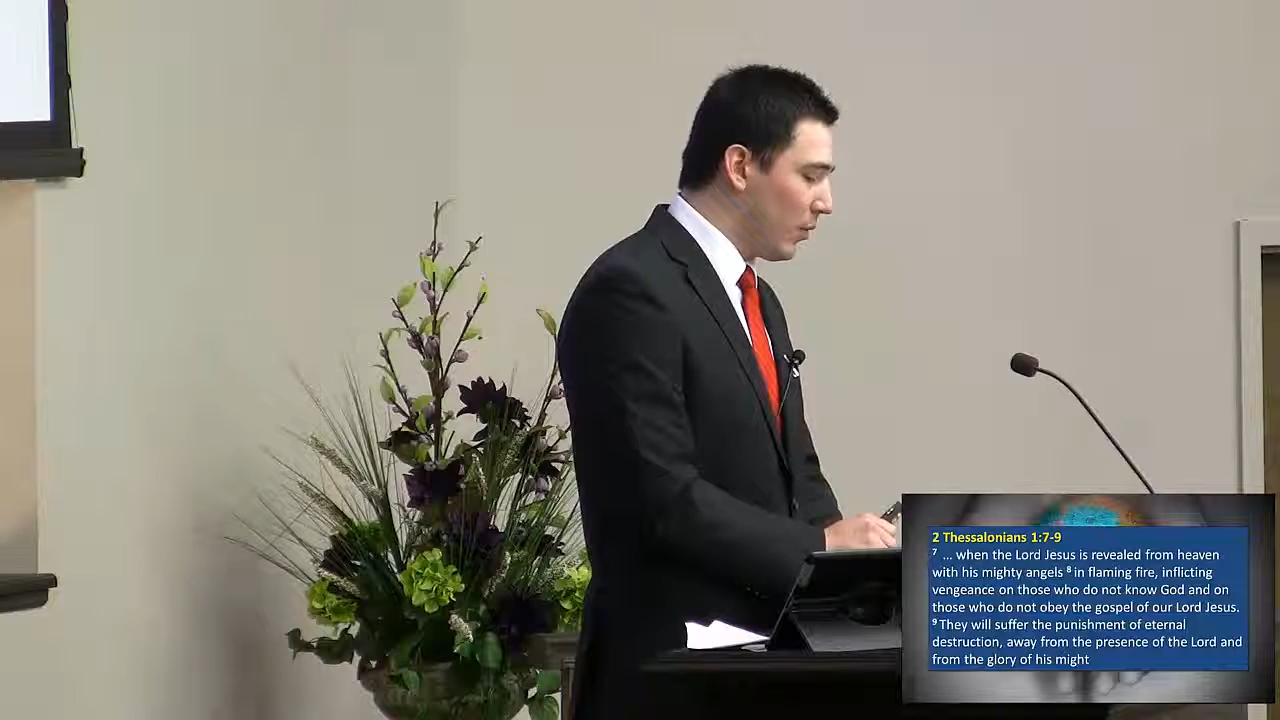 2 Thessalonians 1:7-9
7 ... when the Lord Jesus is revealed from heaven
with his mighty angels 8 in flaming fire, inflicting
vengeance on those who do not know God and on
those who do not obey the gospel of our Lord Jesus.
9 They will suffer the punishment of eternal
destruction, away from the presence of the Lord and
from the glory of his might